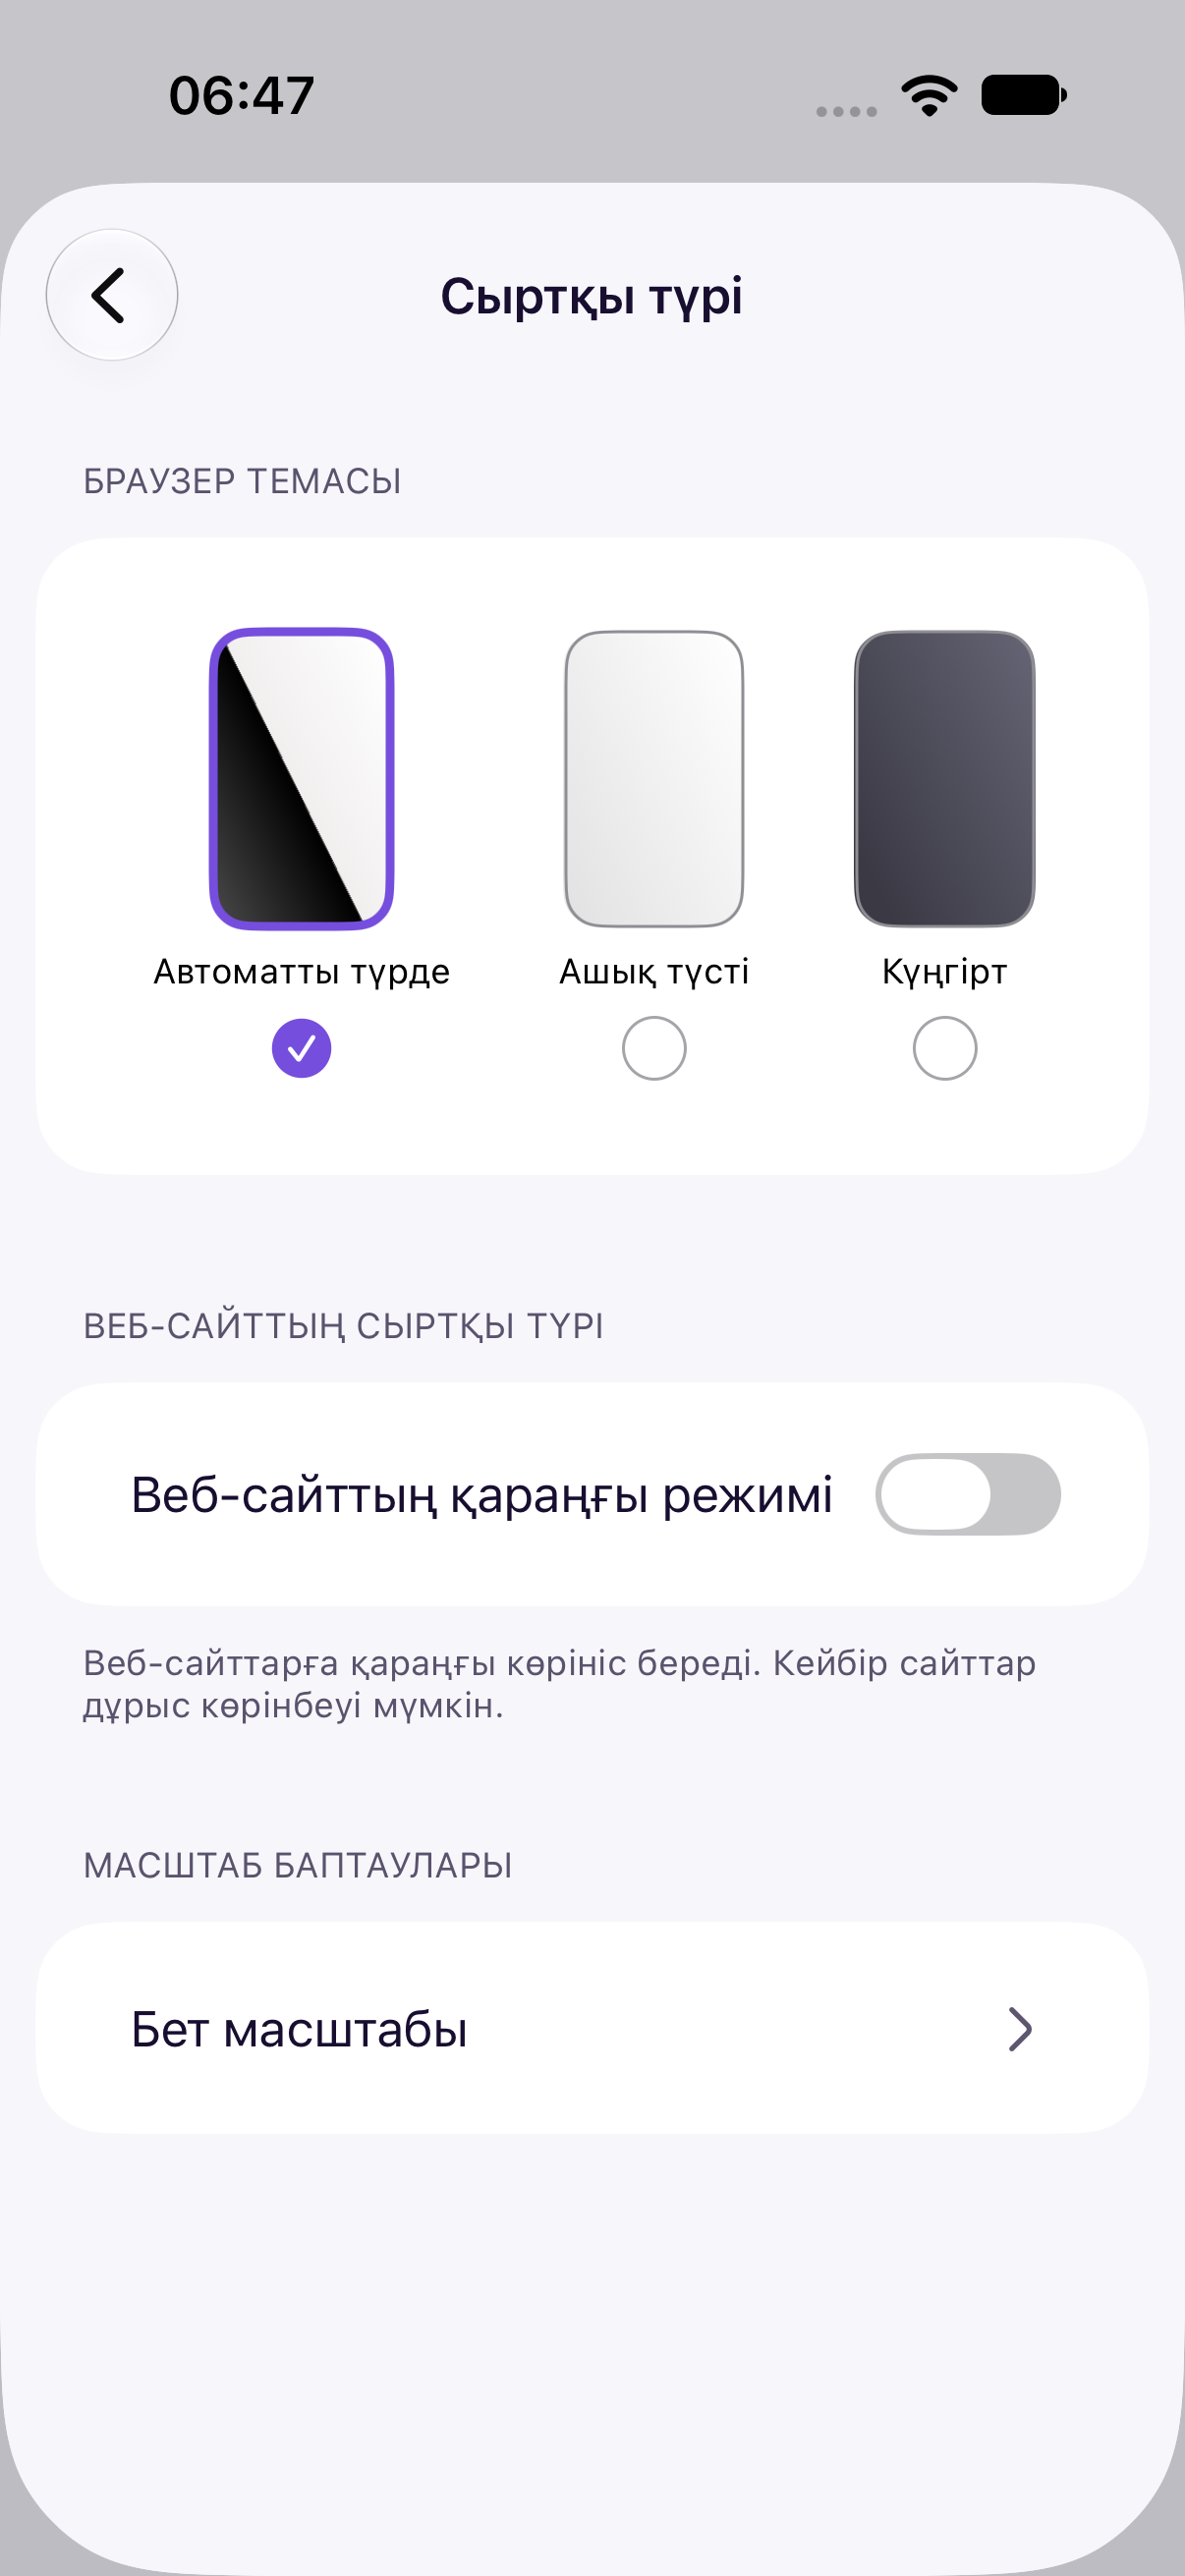 06:47
Сыртқы түрі
БРАУЗЕР ТЕМАСЫ
Автоматты түрде
Ашық түсті
Күңгірт
ВЕБ-САЙТТЫҢ СЫРТҚЫ ТҮРІ
Веб-сайттың қараңғы режимі
Веб-сайттарға қараңғы көрініс береді. Кейбір сайттар
дұрыс көрінбеуі мүмкін.
МАСШТАБ БАПТАУЛАРЫ
Бет масштабы